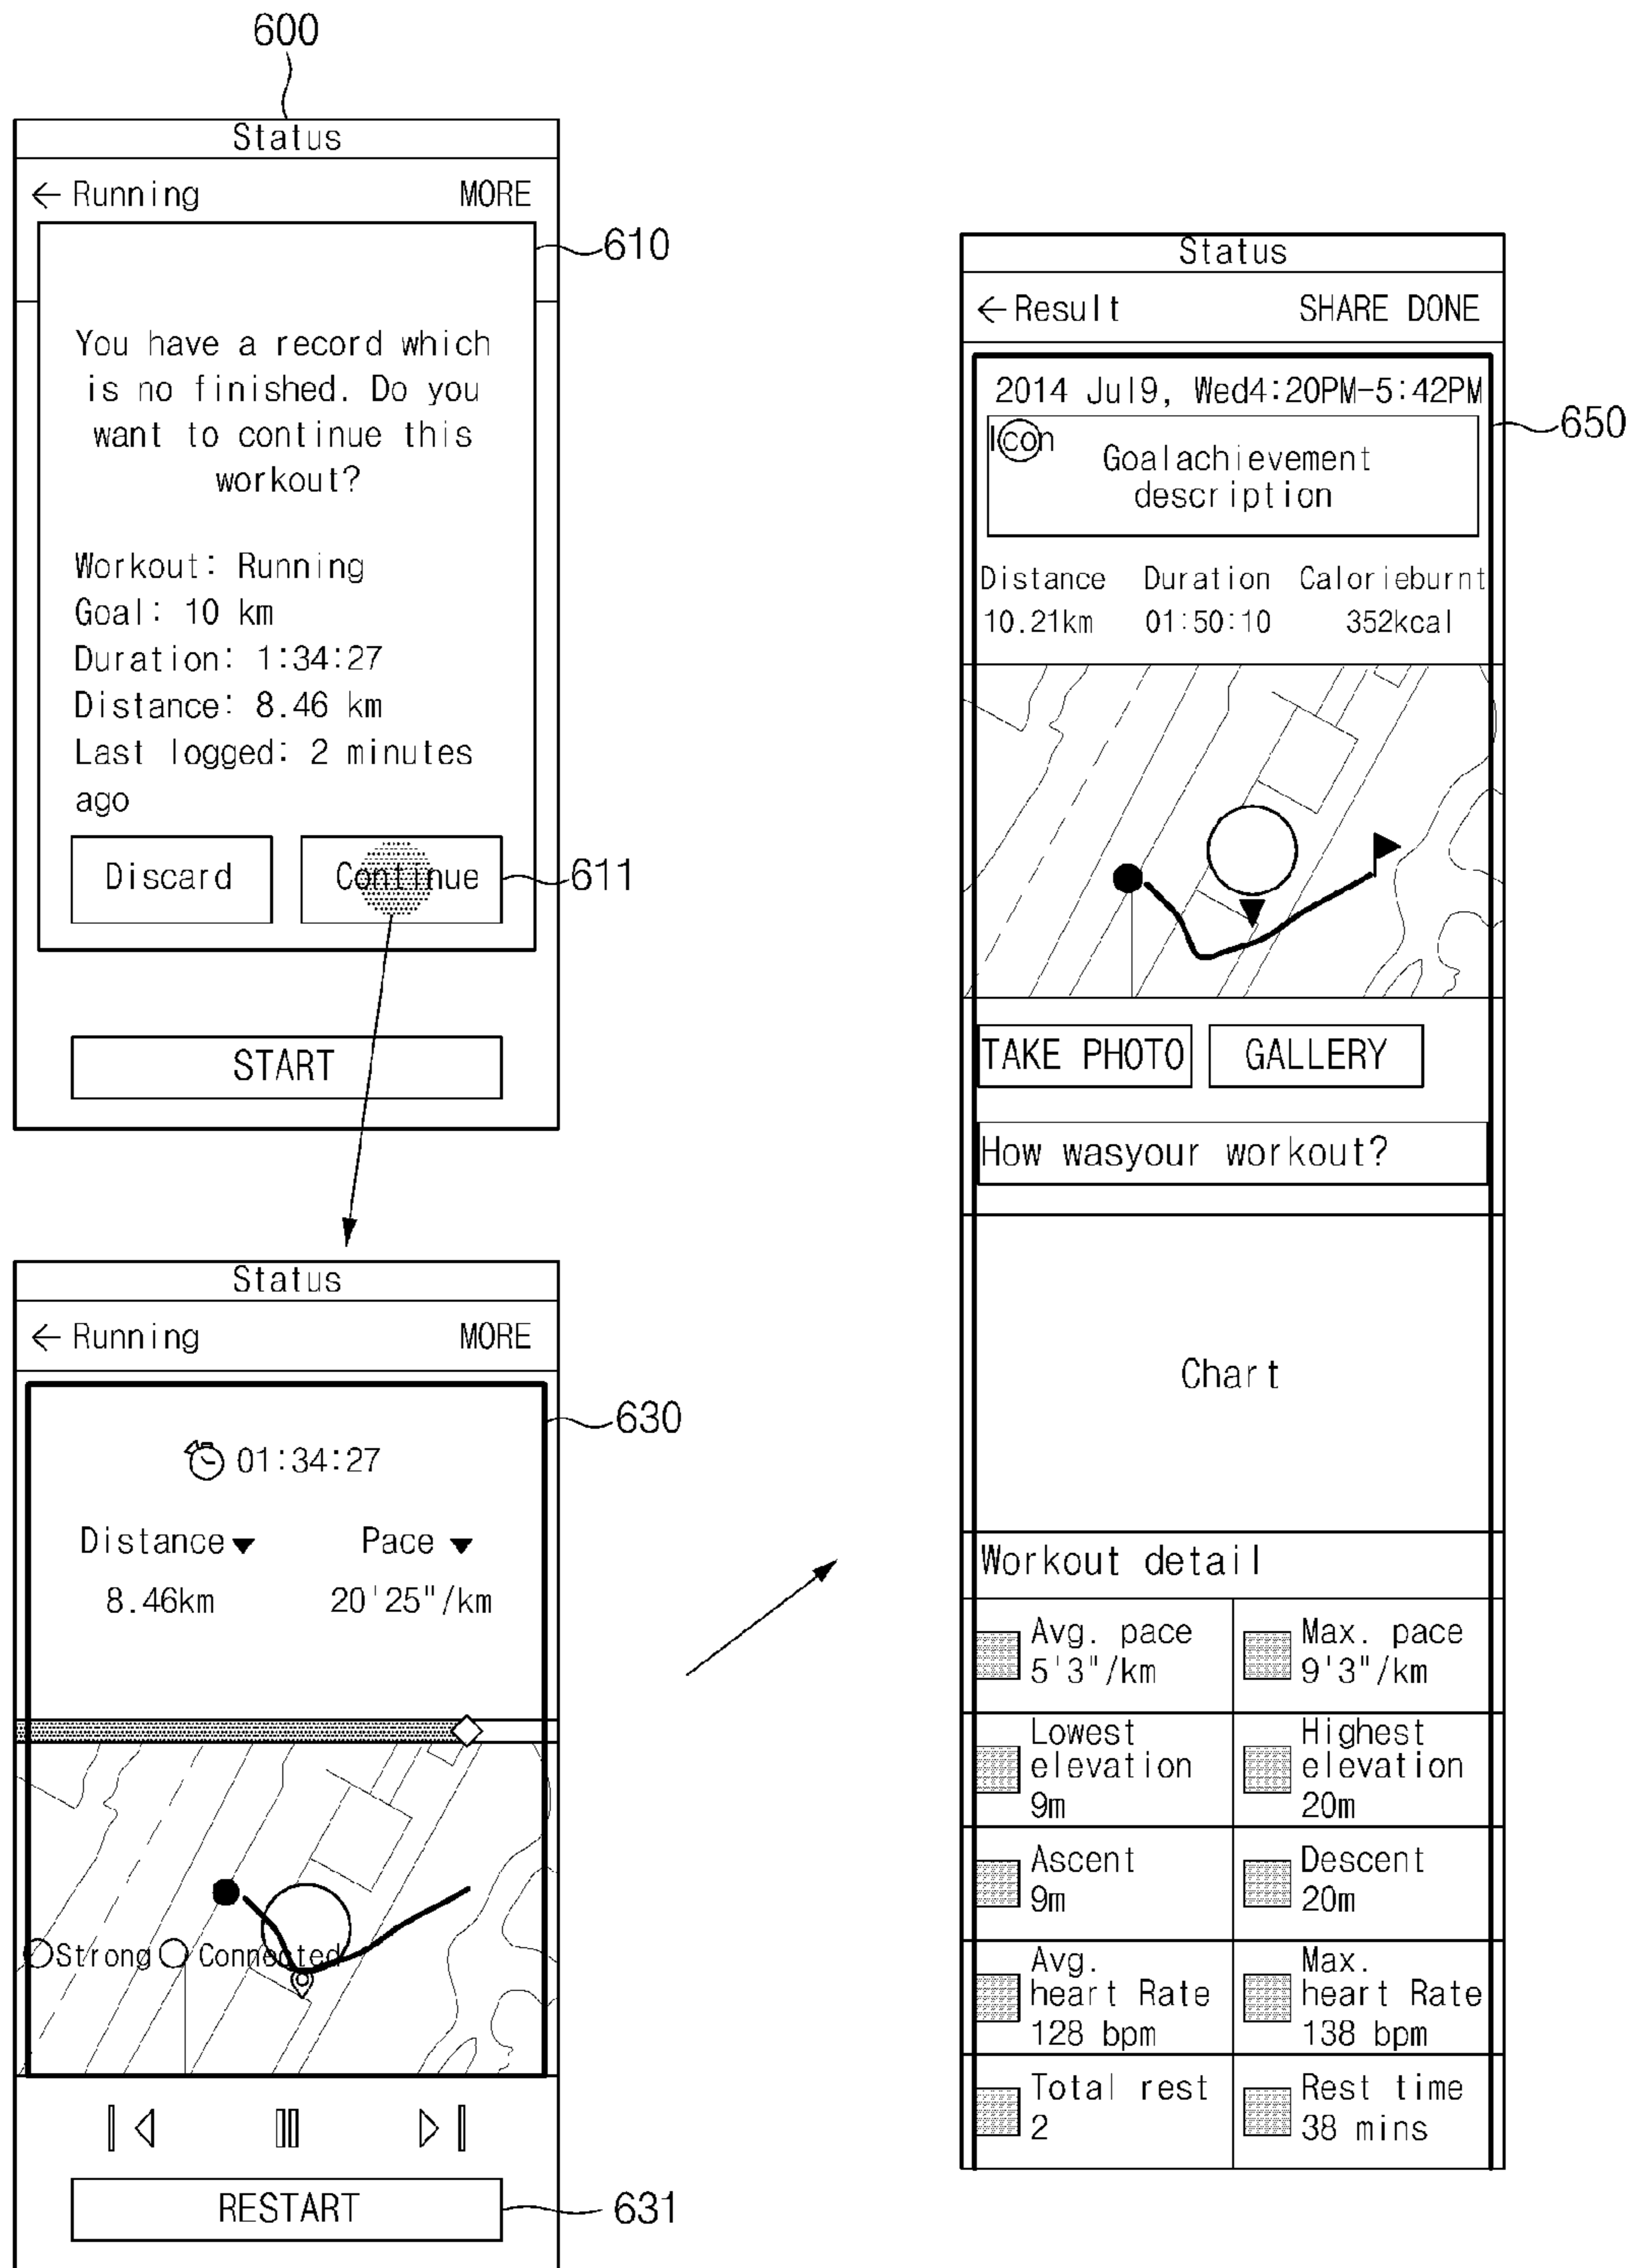 600
Status
← Running MORE
610
You have a record which
is no finished. Do you
want to continue this
workout?
Workout: Running
Goal: 10 km
Duration: 1:34:27
Distance: 8.46 km
Last logged: 2 minutes
ago
Discard Continue
611
START
Status
← Running MORE
630
01:34:27
Distance▼ Pace ▼
8.46km 20'25"/km
Strong Connected
RESTART
631
Status
← Result SHARE DONE
650
2014 Jul9, Wed4:20PM-5:42PM
Icon
Goalachievement
description
Distance Duration Calorieburnt
10.21km 01:50:10 352kcal
TAKE PHOTO GALLERY
How wasyour workout?
Chart
Workout detail
Avg. pace
5'3"/km
Max. pace
9'3"/km
Lowest
elevation
9m
Highest
elevation
20m
Ascent
9m
Descent
20m
Avg.
heart Rate
128 bpm
Max.
heart Rate
138 bpm
Total rest
2
Rest time
38 mins